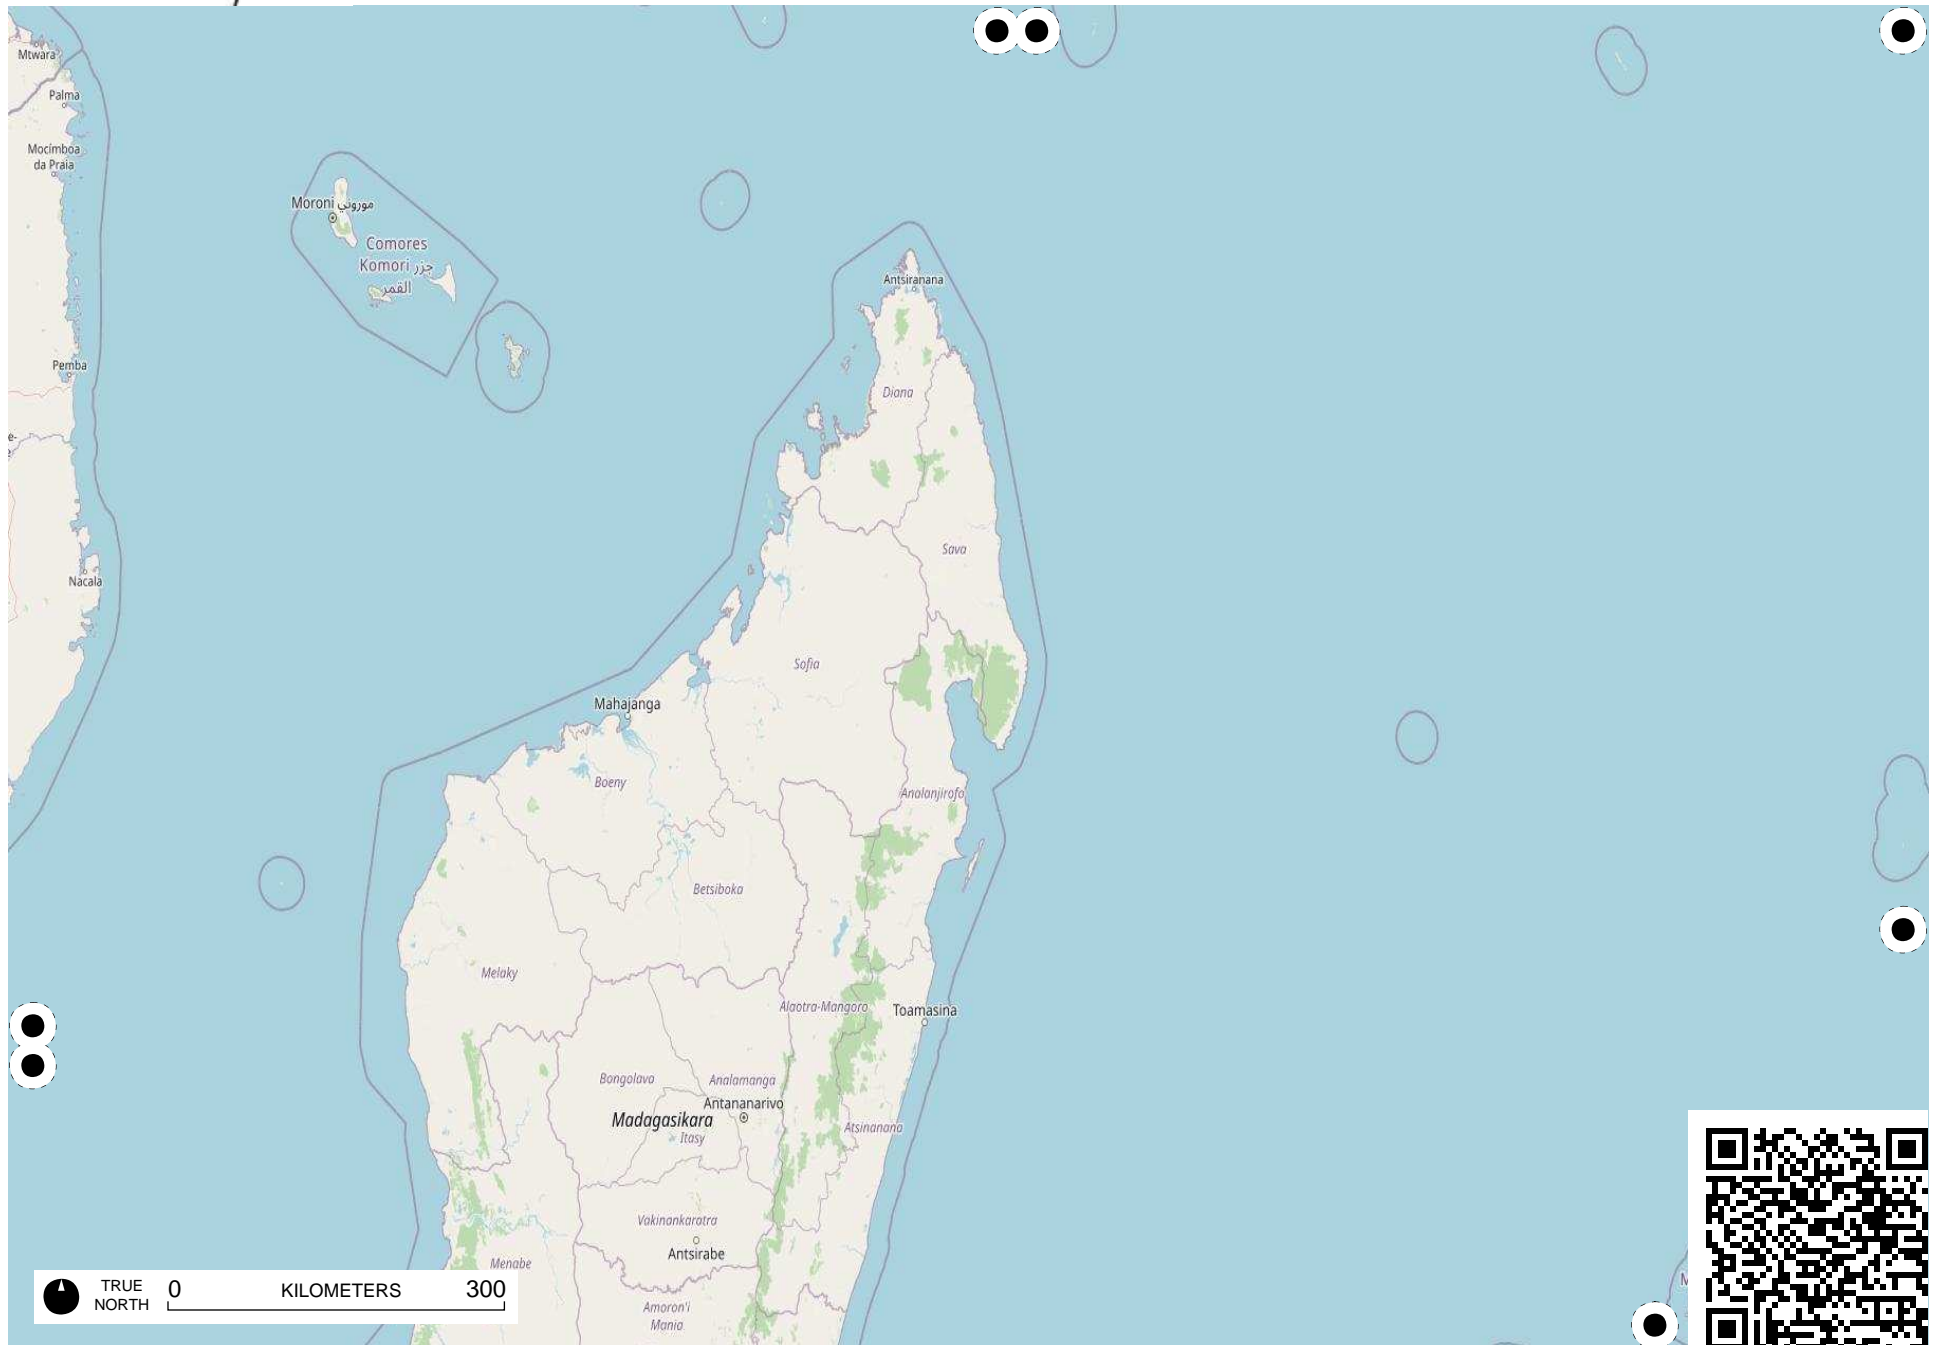 Mtwara
Palma
Mocímboa
da Praia
Moroni موروني
Comores
Komori جزر
القمر
Antsiranana
Pemba
Diana
Sava
Nacala
Sofia
Mahajanga
Boeny
Analanjirofo
Betsiboka
Melaky
Alaotra-Mangoro
Toamasina
Bongolava
Analamanga
Antananarivo
Madagasikara
Itasy
Atsinanana
Vakinankaratra
Antsirabe
Menabe
TRUE
NORTH
0 KILOMETERS 300
Amoron'i
Mania